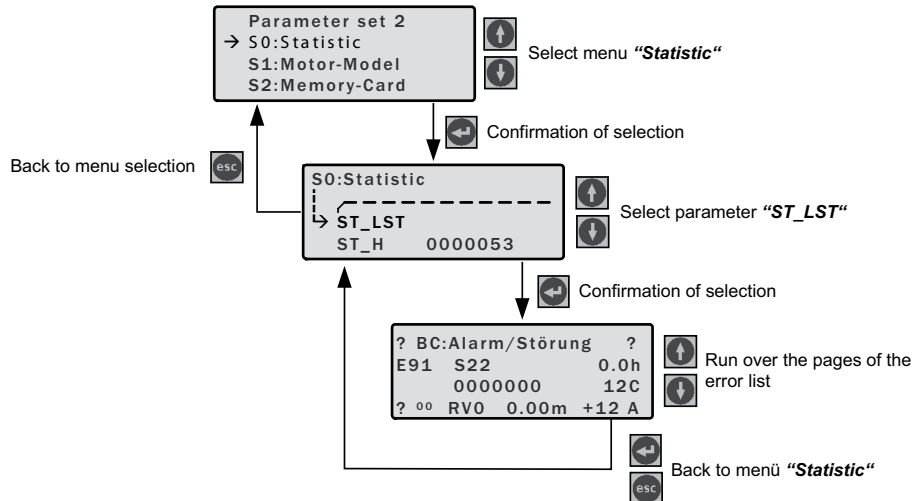 Parameter set 2
→ S0:Statistic
S1:Motor-Model
S2:Memory-Card
Select menu “Statistic“
Confirmation of selection
Back to menu selection
esc
S0:Statistic
ST_LST
ST_H 0000053
Select parameter “ST_LST“
Confirmation of selection
? BC:Alarm/Störung ?
E91 S22 0.0h
0000000 12C
? 00 RV0 0.00m +12 A
Run over the pages of the
error list
Back to menü “Statistic“
esc